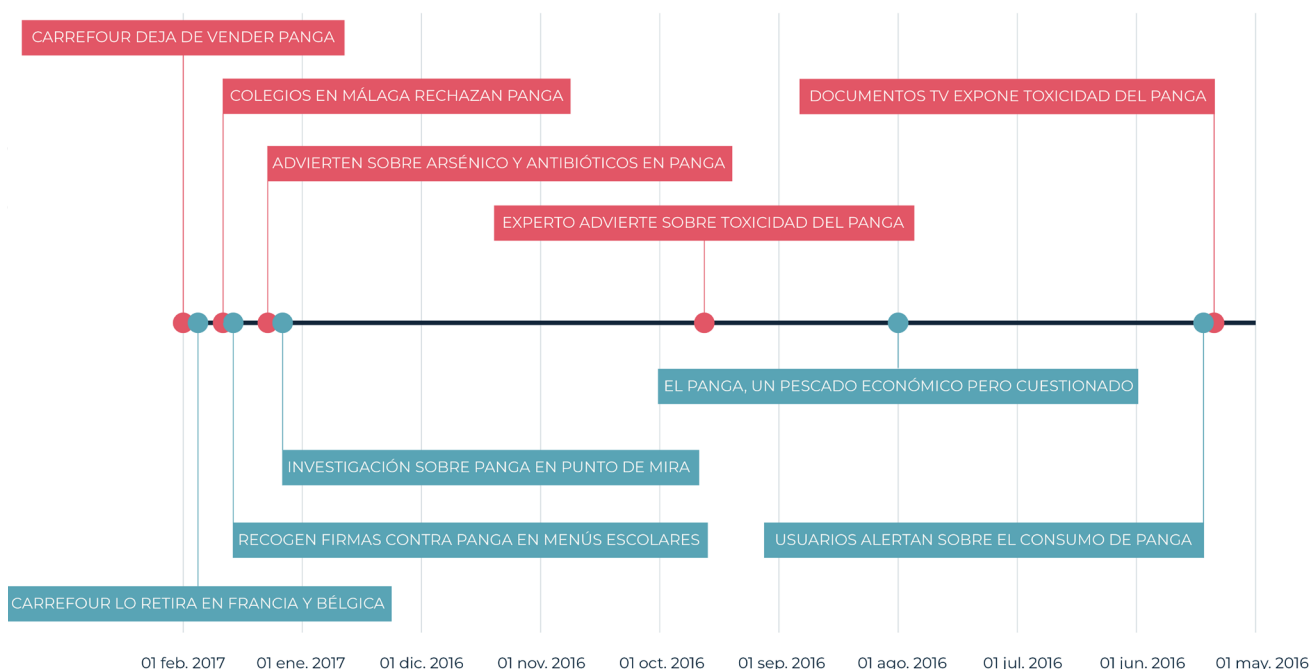 CARREFOUR DEJA DE VENDER PANGA
COLEGIOS EN MÁLAGA RECHAZAN PANGA
DOCUMENTOS TV EXPONE TOXICIDAD DEL PANGA
ADVIERTEN SOBRE ARSÉNICO Y ANTIBIÓTICOS EN PANGA
EXPERTO ADVIERTE SOBRE TOXICIDAD DEL PANGA
EL PANGA, UN PESCADO ECONÓMICO PERO CUESTIONADO
INVESTIGACIÓN SOBRE PANGA EN PUNTO DE MIRA
RECOGEN FIRMAS CONTRA PANGA EN MENÚS ESCOLARES
USUARIOS ALERTAN SOBRE EL CONSUMO DE PANGA
CARREFOUR LO RETIRA EN FRANCIA Y BÉLGICA
01 feb. 2017 01 ene. 2017 01 dic. 2016 01 nov. 2016 01 oct. 2016 01 sep. 2016 01 ago. 2016 01 jul. 2016 01 jun. 2016 01 may. 2016